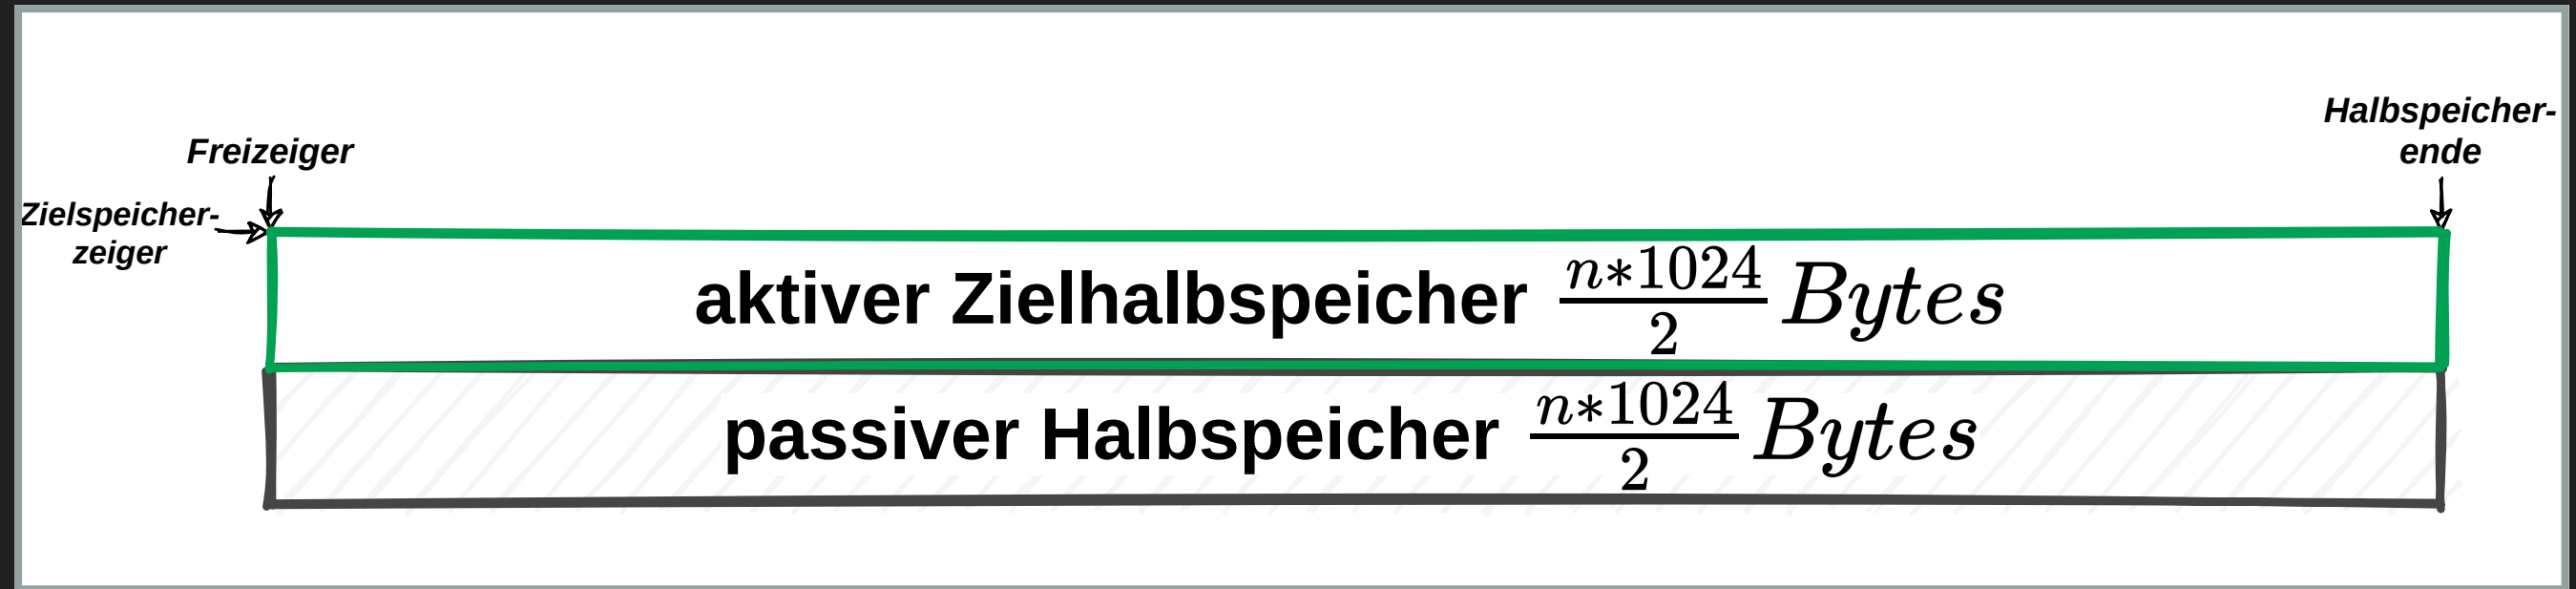 Halbspeicher-
ende
Freizeiger
Zielspeicher-
zeiger
aktiver Zielhalbspeicher n*1024/2 Bytes
passiver Halbspeicher n*1024/2 Bytes